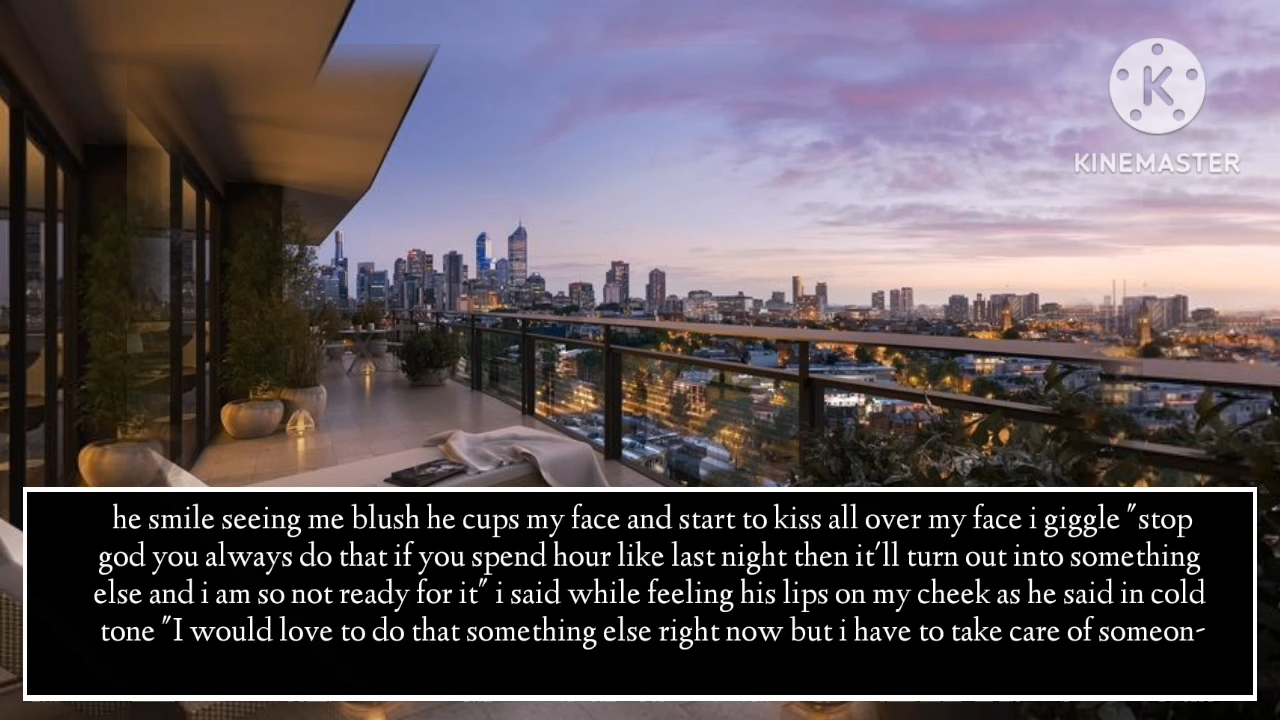 KINEMASTER
he smile seeing me blush he cups my face and start to kiss all over my face i giggle "stop
god you always do that if you spend hour like last night then it'll turn out into something
else and i am so not ready for it" i said while feeling his lips on my cheek as he said in cold
tone "I would love to do that something else right now but i have to take care of someon-